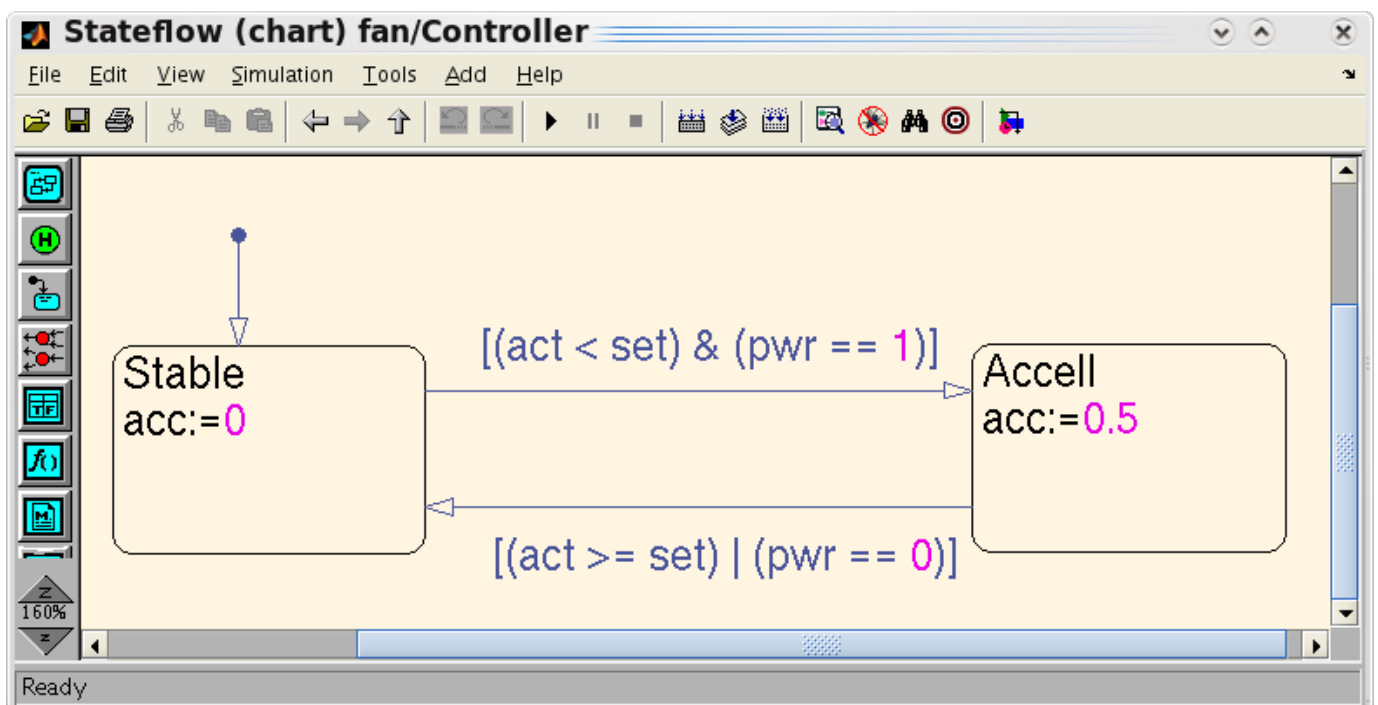 Stateflow (chart) fan/Controller
File Edit View Simulation Tools Add Help
H
[(act < set) & (pwr == 1)]
Stable
acc:=0
Accell
acc:=0.5
T F
f()
M
[(act >= set) | (pwr == 0)]
Z
160%
z
Ready